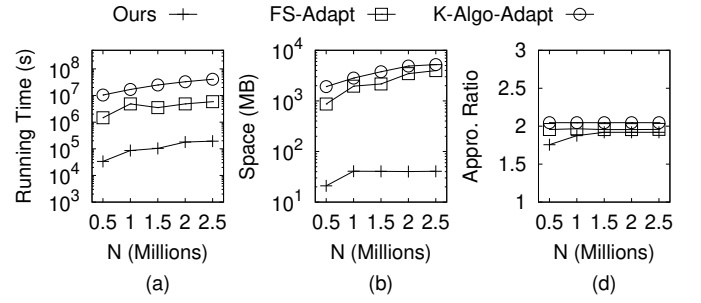 Ours FS-Adapt K-Algo-Adapt
Running Time (s)
10^8
10^7
10^6
10^5
10^4
10^3
0.5 1 1.5 2 2.5
N (Millions)
(a)
Space (MB)
10^4
10^3
10^2
10^1
0.5 1 1.5 2 2.5
N (Millions)
(b)
Appro. Ratio
3
2.5
2
1.5
1
0.5 1 1.5 2 2.5
N (Millions)
(d)